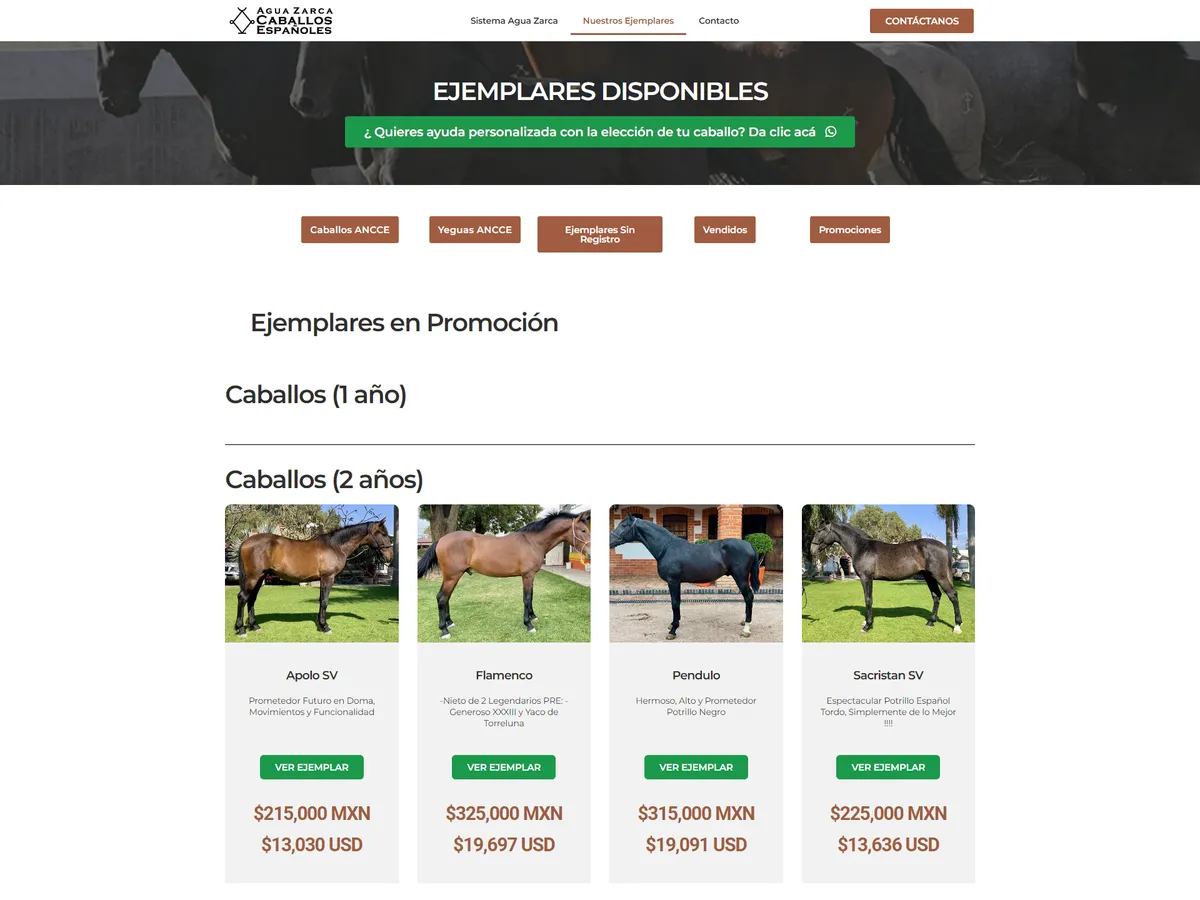 AGUA ZARCA
CABALLOS
ESPAÑOLES
Sistema Agua Zarca
Nuestros Ejemplares
Contacto
CONTÁCTANOS
EJEMPLARES DISPONIBLES
¿ Quieres ayuda personalizada con la elección de tu caballo? Da clic acá
Caballos ANCCE
Yeguas ANCCE
Ejemplares Sin
Registro
Vendidos
Promociones
Ejemplares en Promoción
Caballos (1 año)
Caballos (2 años)
Apolo SV
Prometedor Futuro en Doma,
Movimientos y Funcionalidad
VER EJEMPLAR
$215,000 MXN
$13,030 USD
Flamenco
-Nieto de 2 Legendarios PRE: -
Generoso XXXIII y Yaco de
Torreluna
VER EJEMPLAR
$325,000 MXN
$19,697 USD
Pendulo
Hermoso, Alto y Prometedor
Potrillo Negro
VER EJEMPLAR
$315,000 MXN
$19,091 USD
Sacristan SV
Espectacular Potrillo Español
Tordo, Simplemente de lo Mejor
!!!!
VER EJEMPLAR
$225,000 MXN
$13,636 USD